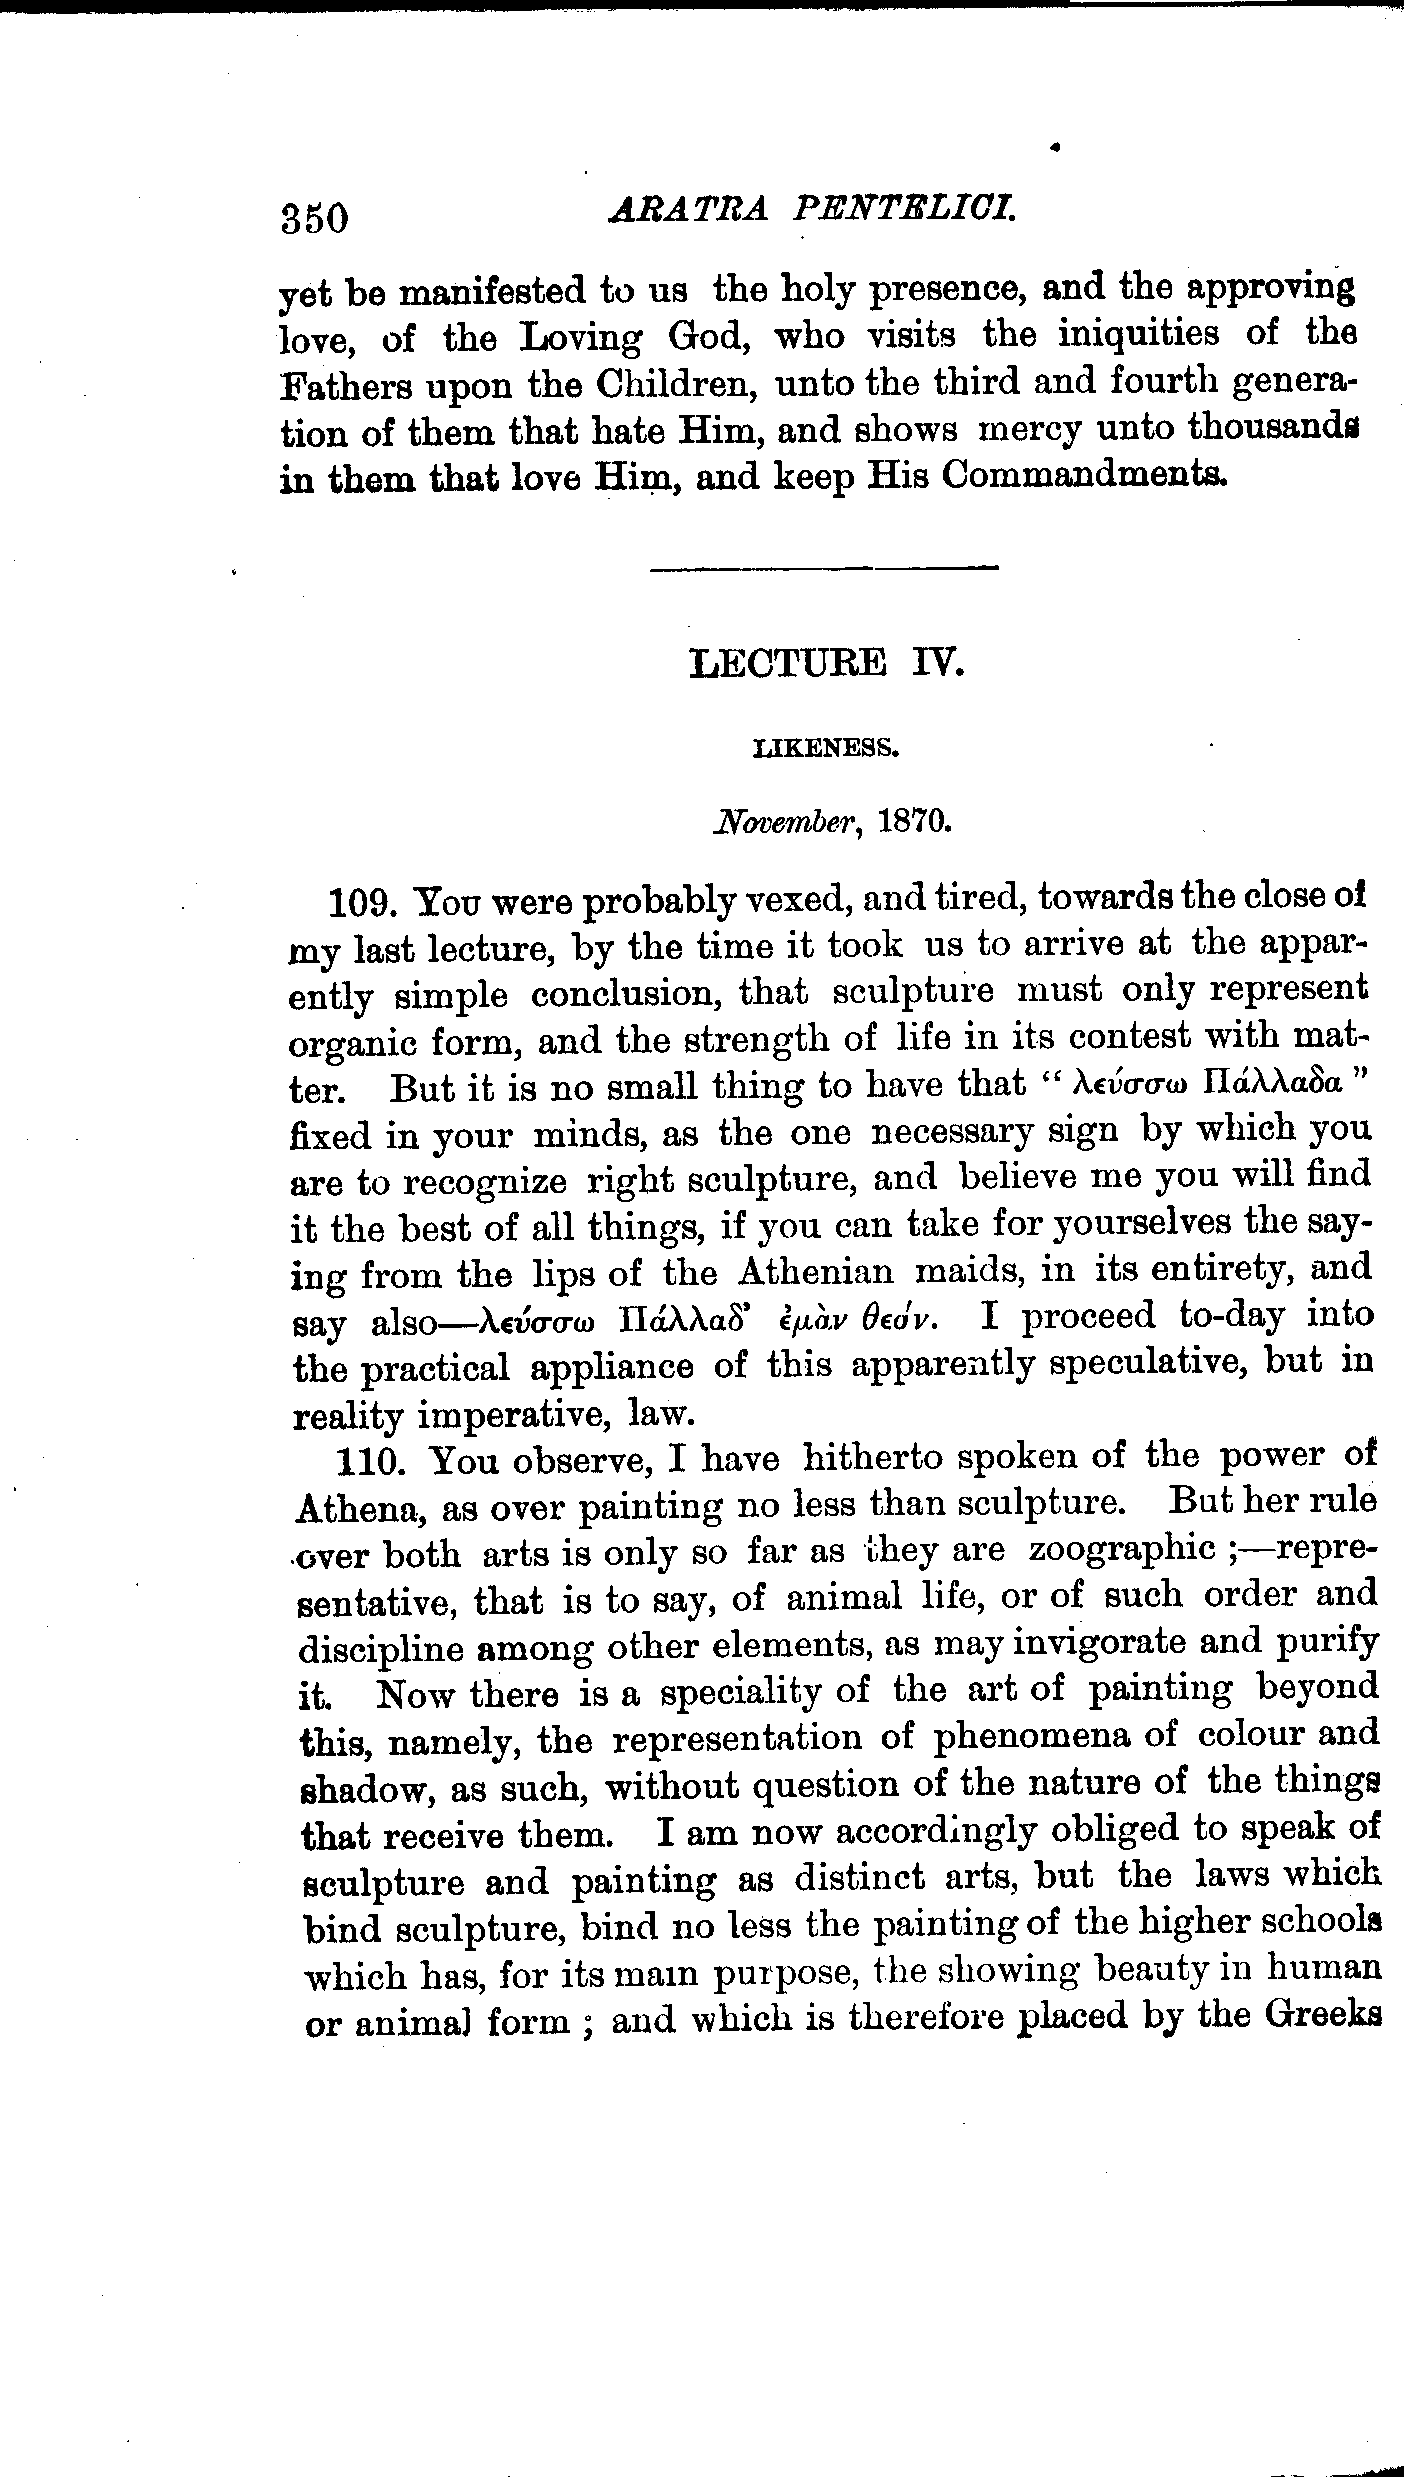 350 ARATRA PENTELICI.
yet be manifested to us the holy presence, and the approving
love, of the Loving God, who visits the iniquities of the
Fathers upon the Children, unto the third and fourth genera-
tion of them that hate Him, and shows mercy unto thousands
in them that love Him, and keep His Commandments.
LECTURE IV.
LIKENESS.
November, 1870.
109. You were probably vexed, and tired, towards the close of
my last lecture, by the time it took us to arrive at the appar-
ently simple conclusion, that sculpture must only represent
organic form, and the strength of life in its contest with mat-
ter. But it is no small thing to have that “ λεύσσω Πάλλαδα ”
fixed in your minds, as the one necessary sign by which you
are to recognize right sculpture, and believe me you will find
it the best of all things, if you can take for yourselves the say-
ing from the lips of the Athenian maids, in its entirety, and
say also—λεύσσω Πάλλαδ’ ἐμὰν θεόν. I proceed to-day into
the practical appliance of this apparently speculative, but in
reality imperative, law.
110. You observe, I have hitherto spoken of the power of
Athena, as over painting no less than sculpture. But her rule
over both arts is only so far as they are zoographic ;—repre-
sentative, that is to say, of animal life, or of such order and
discipline among other elements, as may invigorate and purify
it. Now there is a speciality of the art of painting beyond
this, namely, the representation of phenomena of colour and
shadow, as such, without question of the nature of the things
that receive them. I am now accordingly obliged to speak of
sculpture and painting as distinct arts, but the laws which
bind sculpture, bind no less the painting of the higher schools
which has, for its main purpose, the showing beauty in human
or animal form ; and which is therefore placed by the Greeks